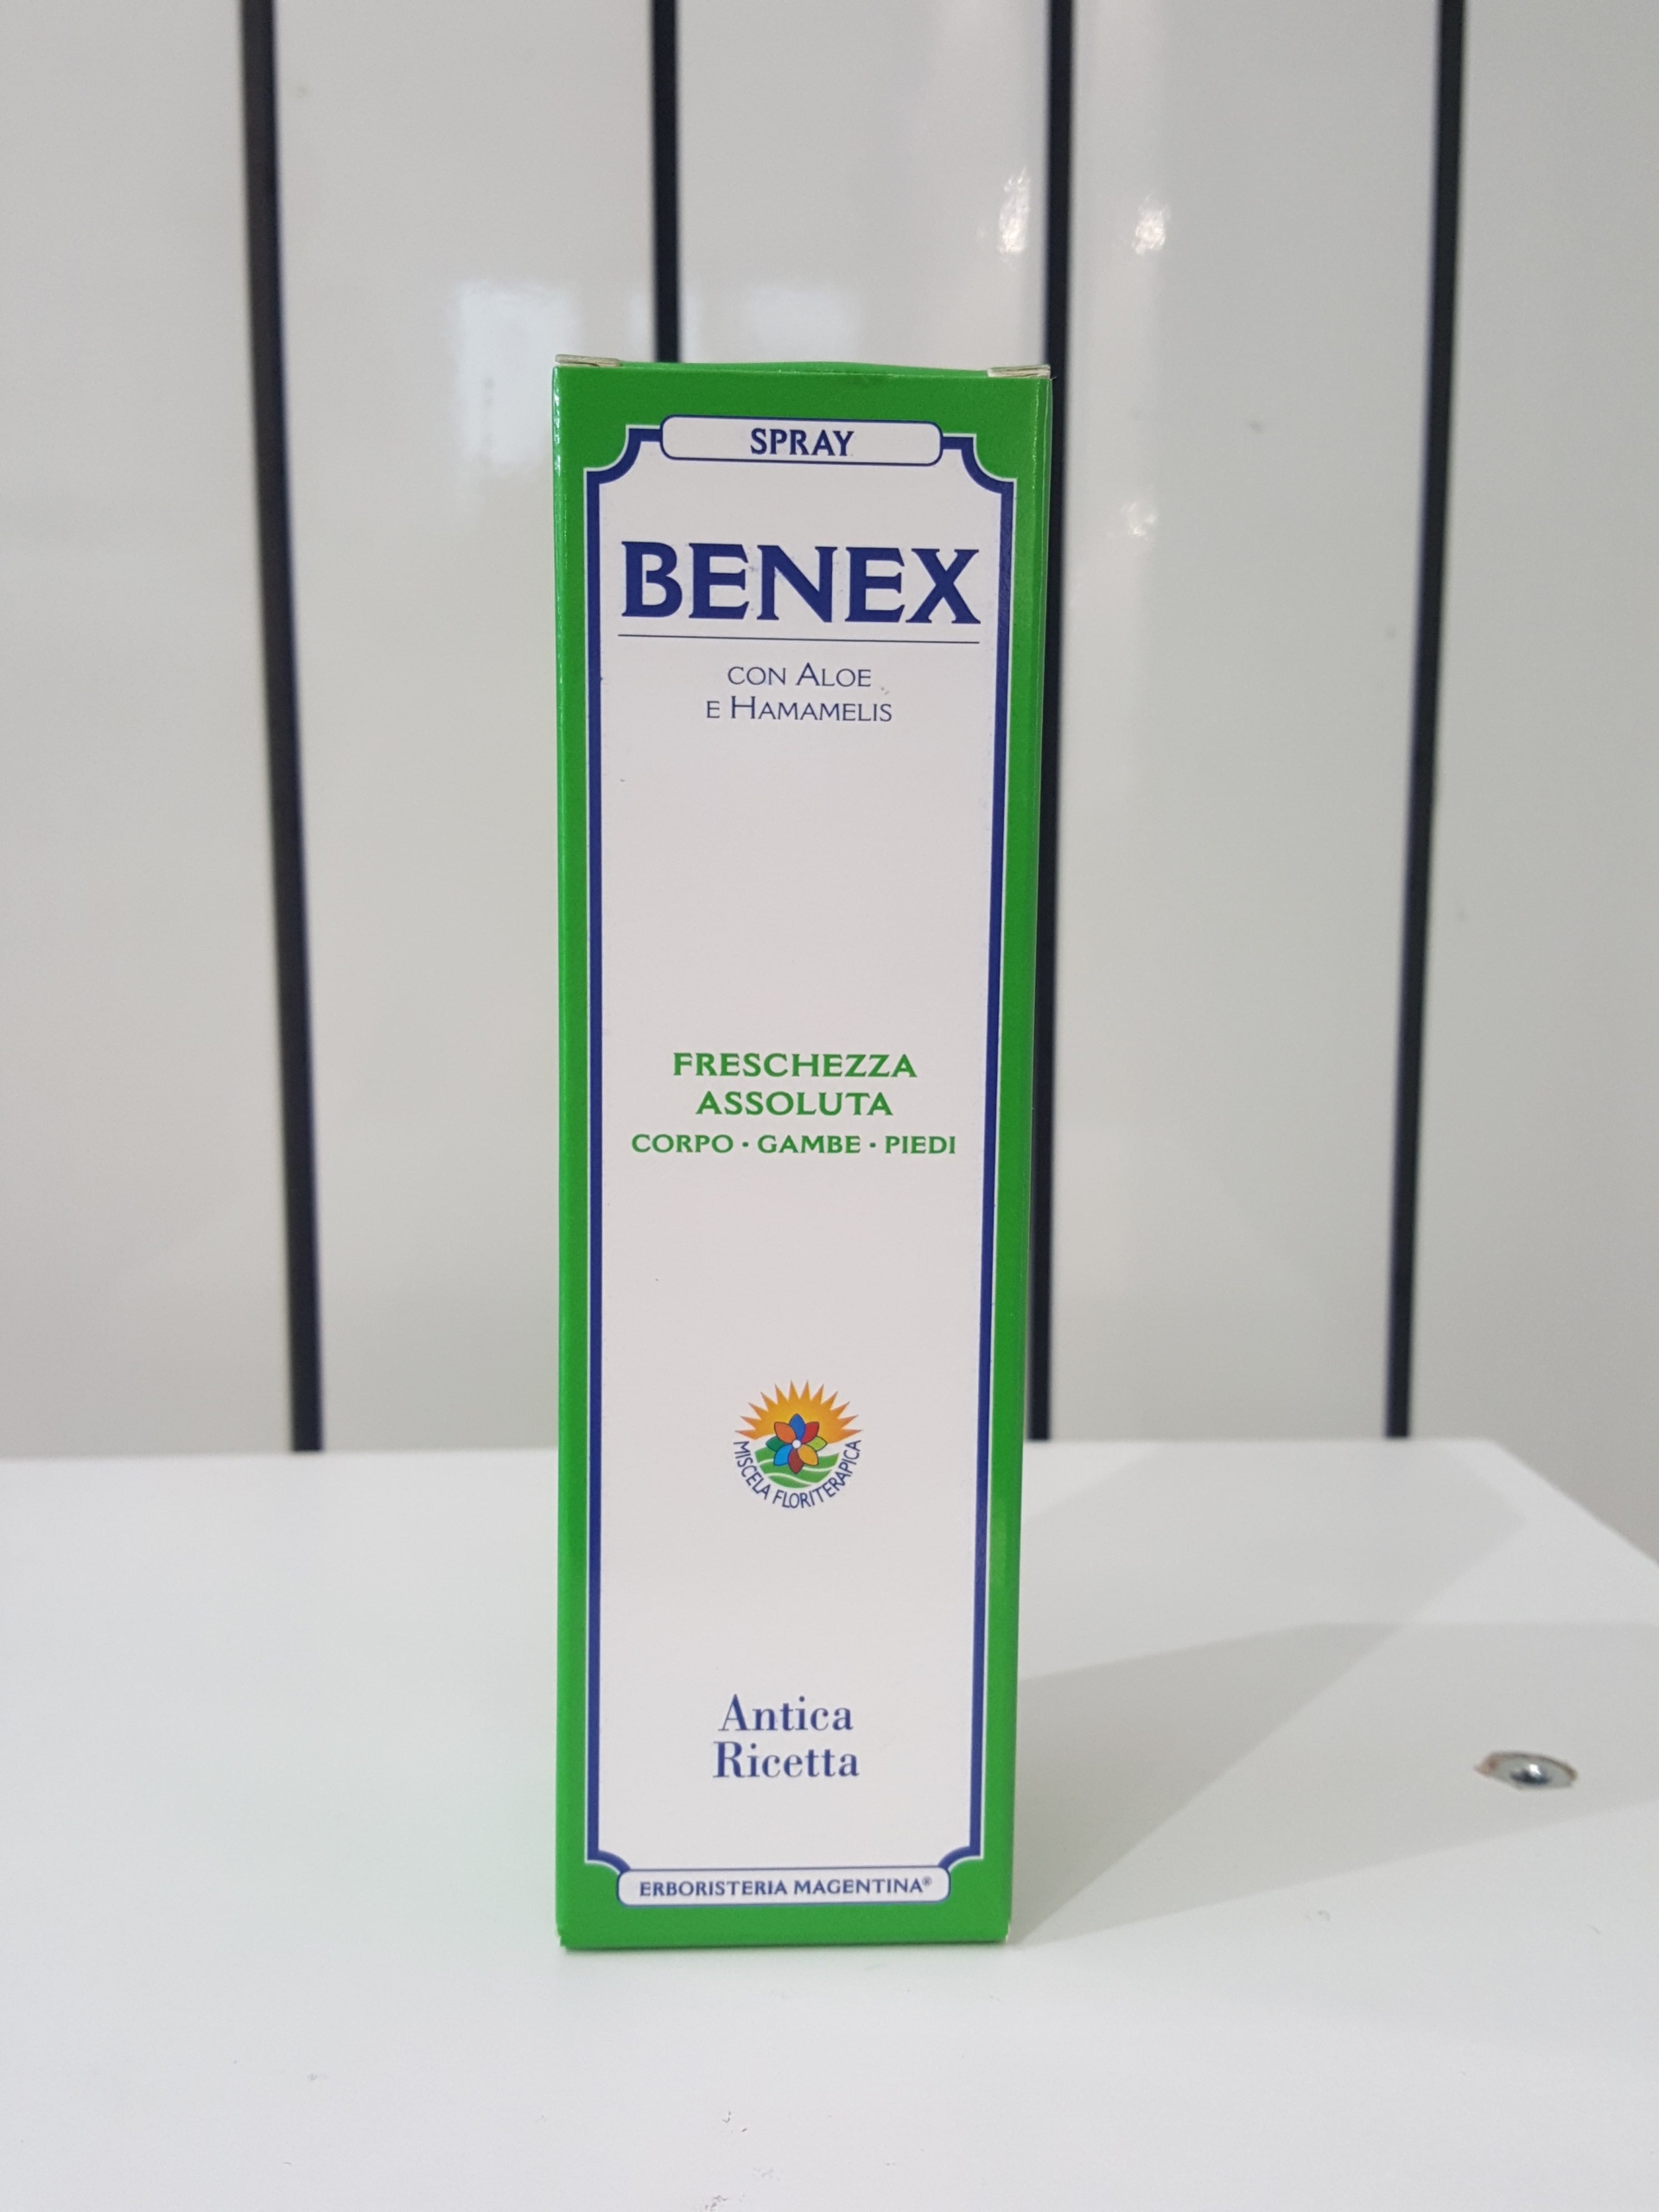 SPRAY
BENEX
CON ALOE
E HAMAMELIS
FRESCHEZZA
ASSOLUTA
CORPO • GAMBE • PIEDI
MISCELA FLORITERAPICA
Antica
Ricetta
ERBORISTERIA MAGENTINA®